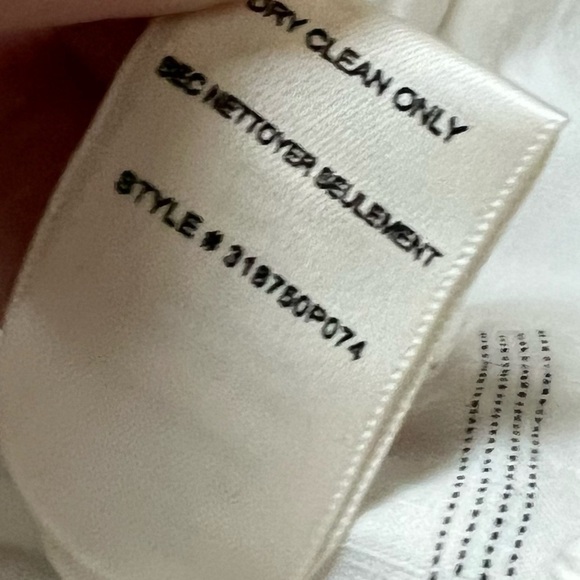 DRY CLEAN ONLY
SEC NETTOYER SEULEMENT
STYLE # 318750P074